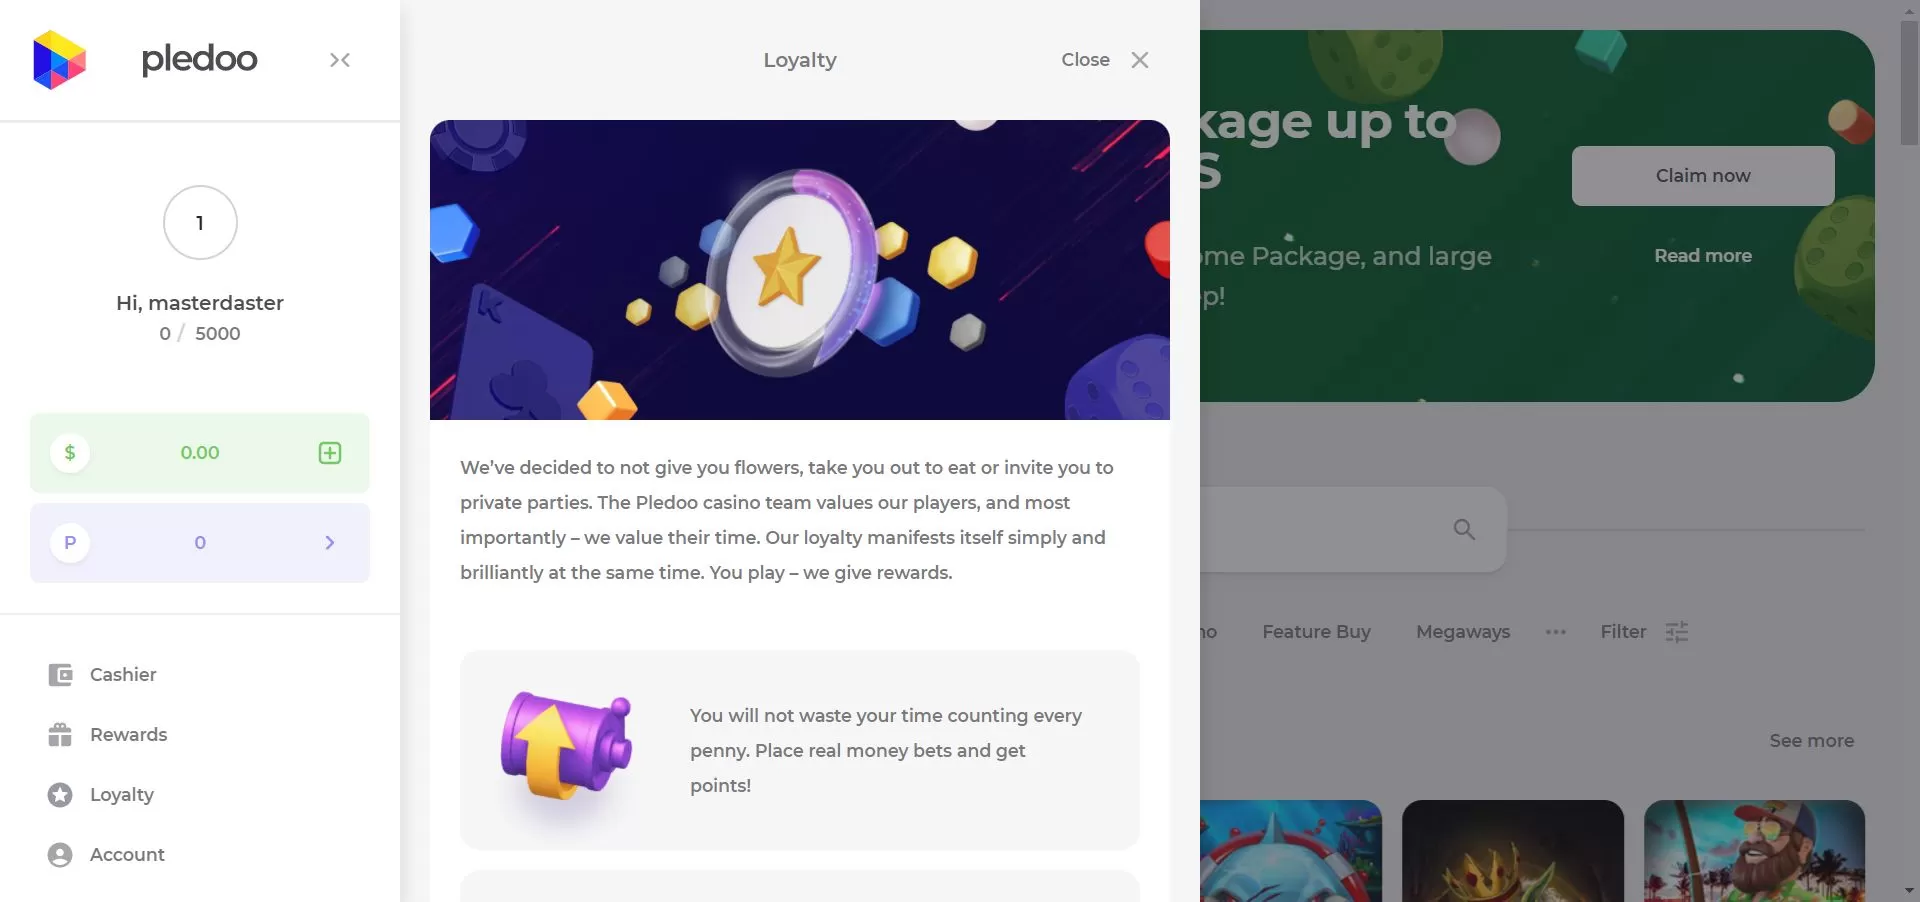 pledoo
1
Hi, masterdaster
0 / 5000
$ 0.00
P 0
Cashier
Rewards
Loyalty
Account
Loyalty
Close
We've decided to not give you flowers, take you out to eat or invite you to
private parties. The Pledoo casino team values our players, and most
importantly – we value their time. Our loyalty manifests itself simply and
brilliantly at the same time. You play – we give rewards.
You will not waste your time counting every
penny. Place real money bets and get
points!
kage up to
S
Claim now
ome Package, and large
p!
Read more
no
Feature Buy
Megaways
Filter
See more
K